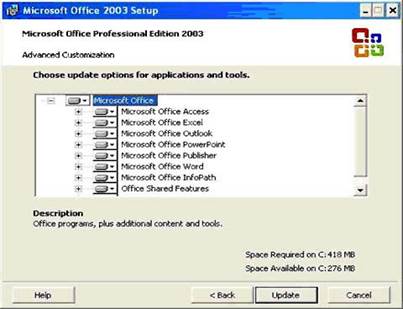 Microsoft Office 2003 Setup
Microsoft Office Professional Edition 2003
Advanced Customization
Choose update options for applications and tools.
Microsoft Office
Microsoft Office Access
Microsoft Office Excel
Microsoft Office Outlook
Microsoft Office PowerPoint
Microsoft Office Publisher
Microsoft Office Word
Microsoft Office InfoPath
Office Shared Features
Description
Office programs, plus additional content and tools.
Space Required on C: 418 MB
Space Available on C: 276 MB
Help
< Back
Update
Cancel